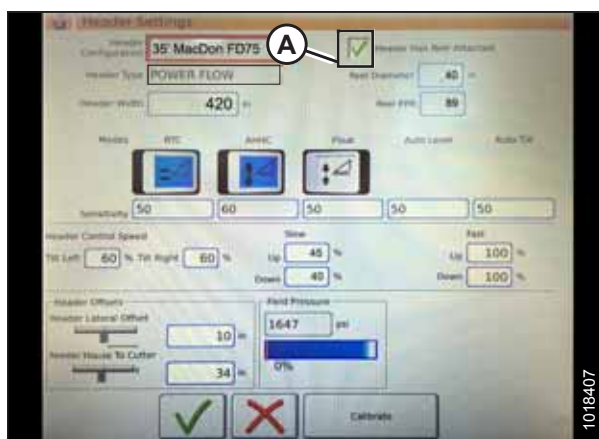 Header Settings
Header Configuration 35' MacDon FD75 A Header Has Reel Attached
Header Type POWER FLOW Reel Diameter 40 in
Header Width 420 in Reel PPR 89
Modes RTC AHHC Float Auto Level Auto Tilt
Sensitivity 50 60 50 50 50
Header Control Speed Slow Fast
Tilt Left 60 % Tilt Right 60 % Up 45 % Up 100 %
Down 40 % Down 100 %
Header Offsets Field Pressure
Header Lateral Offset 1647 psi
10 in
Feeder House To Cutter 0%
34 in
Calibrate
1018407